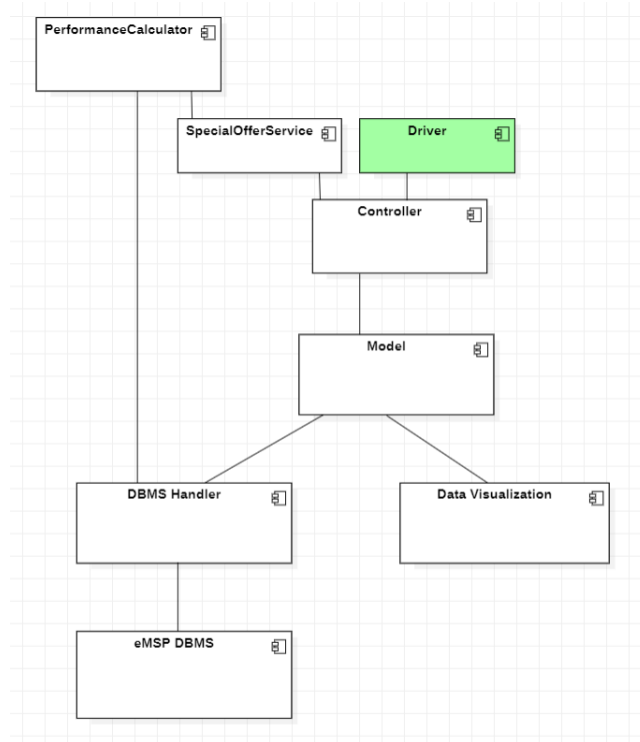 PerformanceCalculator
SpecialOfferService
Driver
Controller
Model
DBMS Handler
Data Visualization
eMSP DBMS